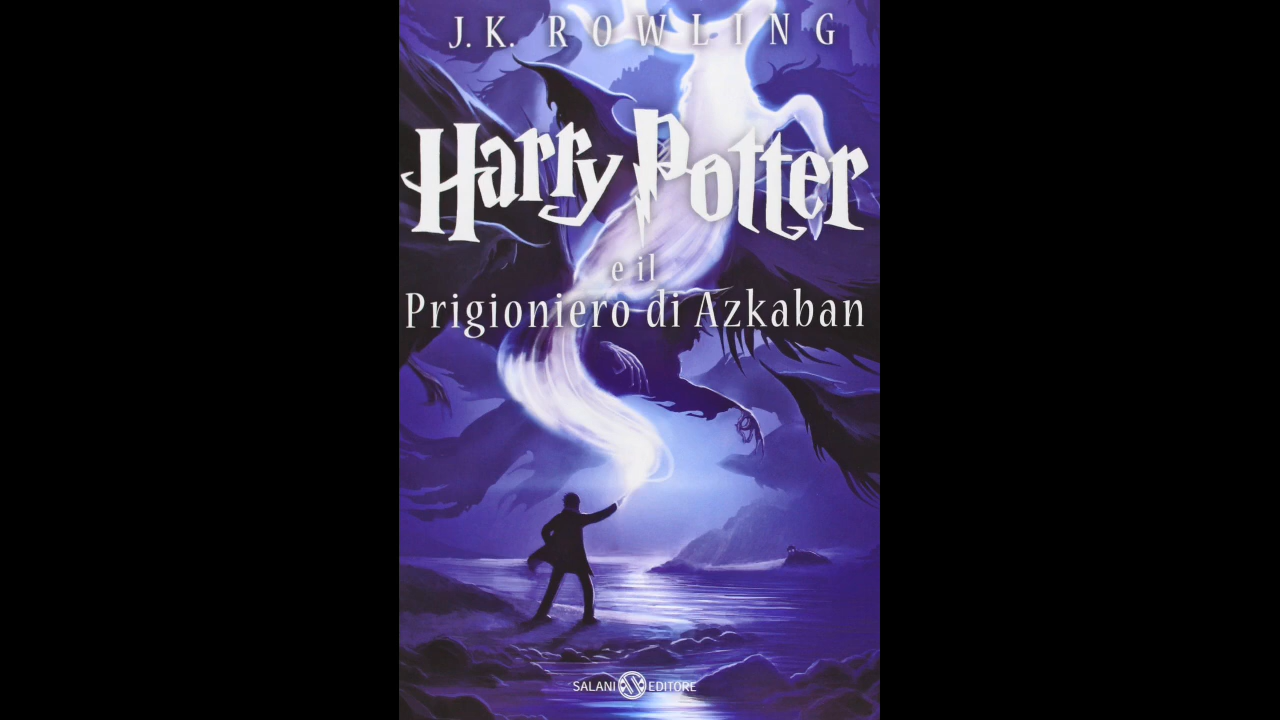 J. K. ROWLING
Harry Potter
e il
Prigioniero di Azkaban
SALANI EDITORE